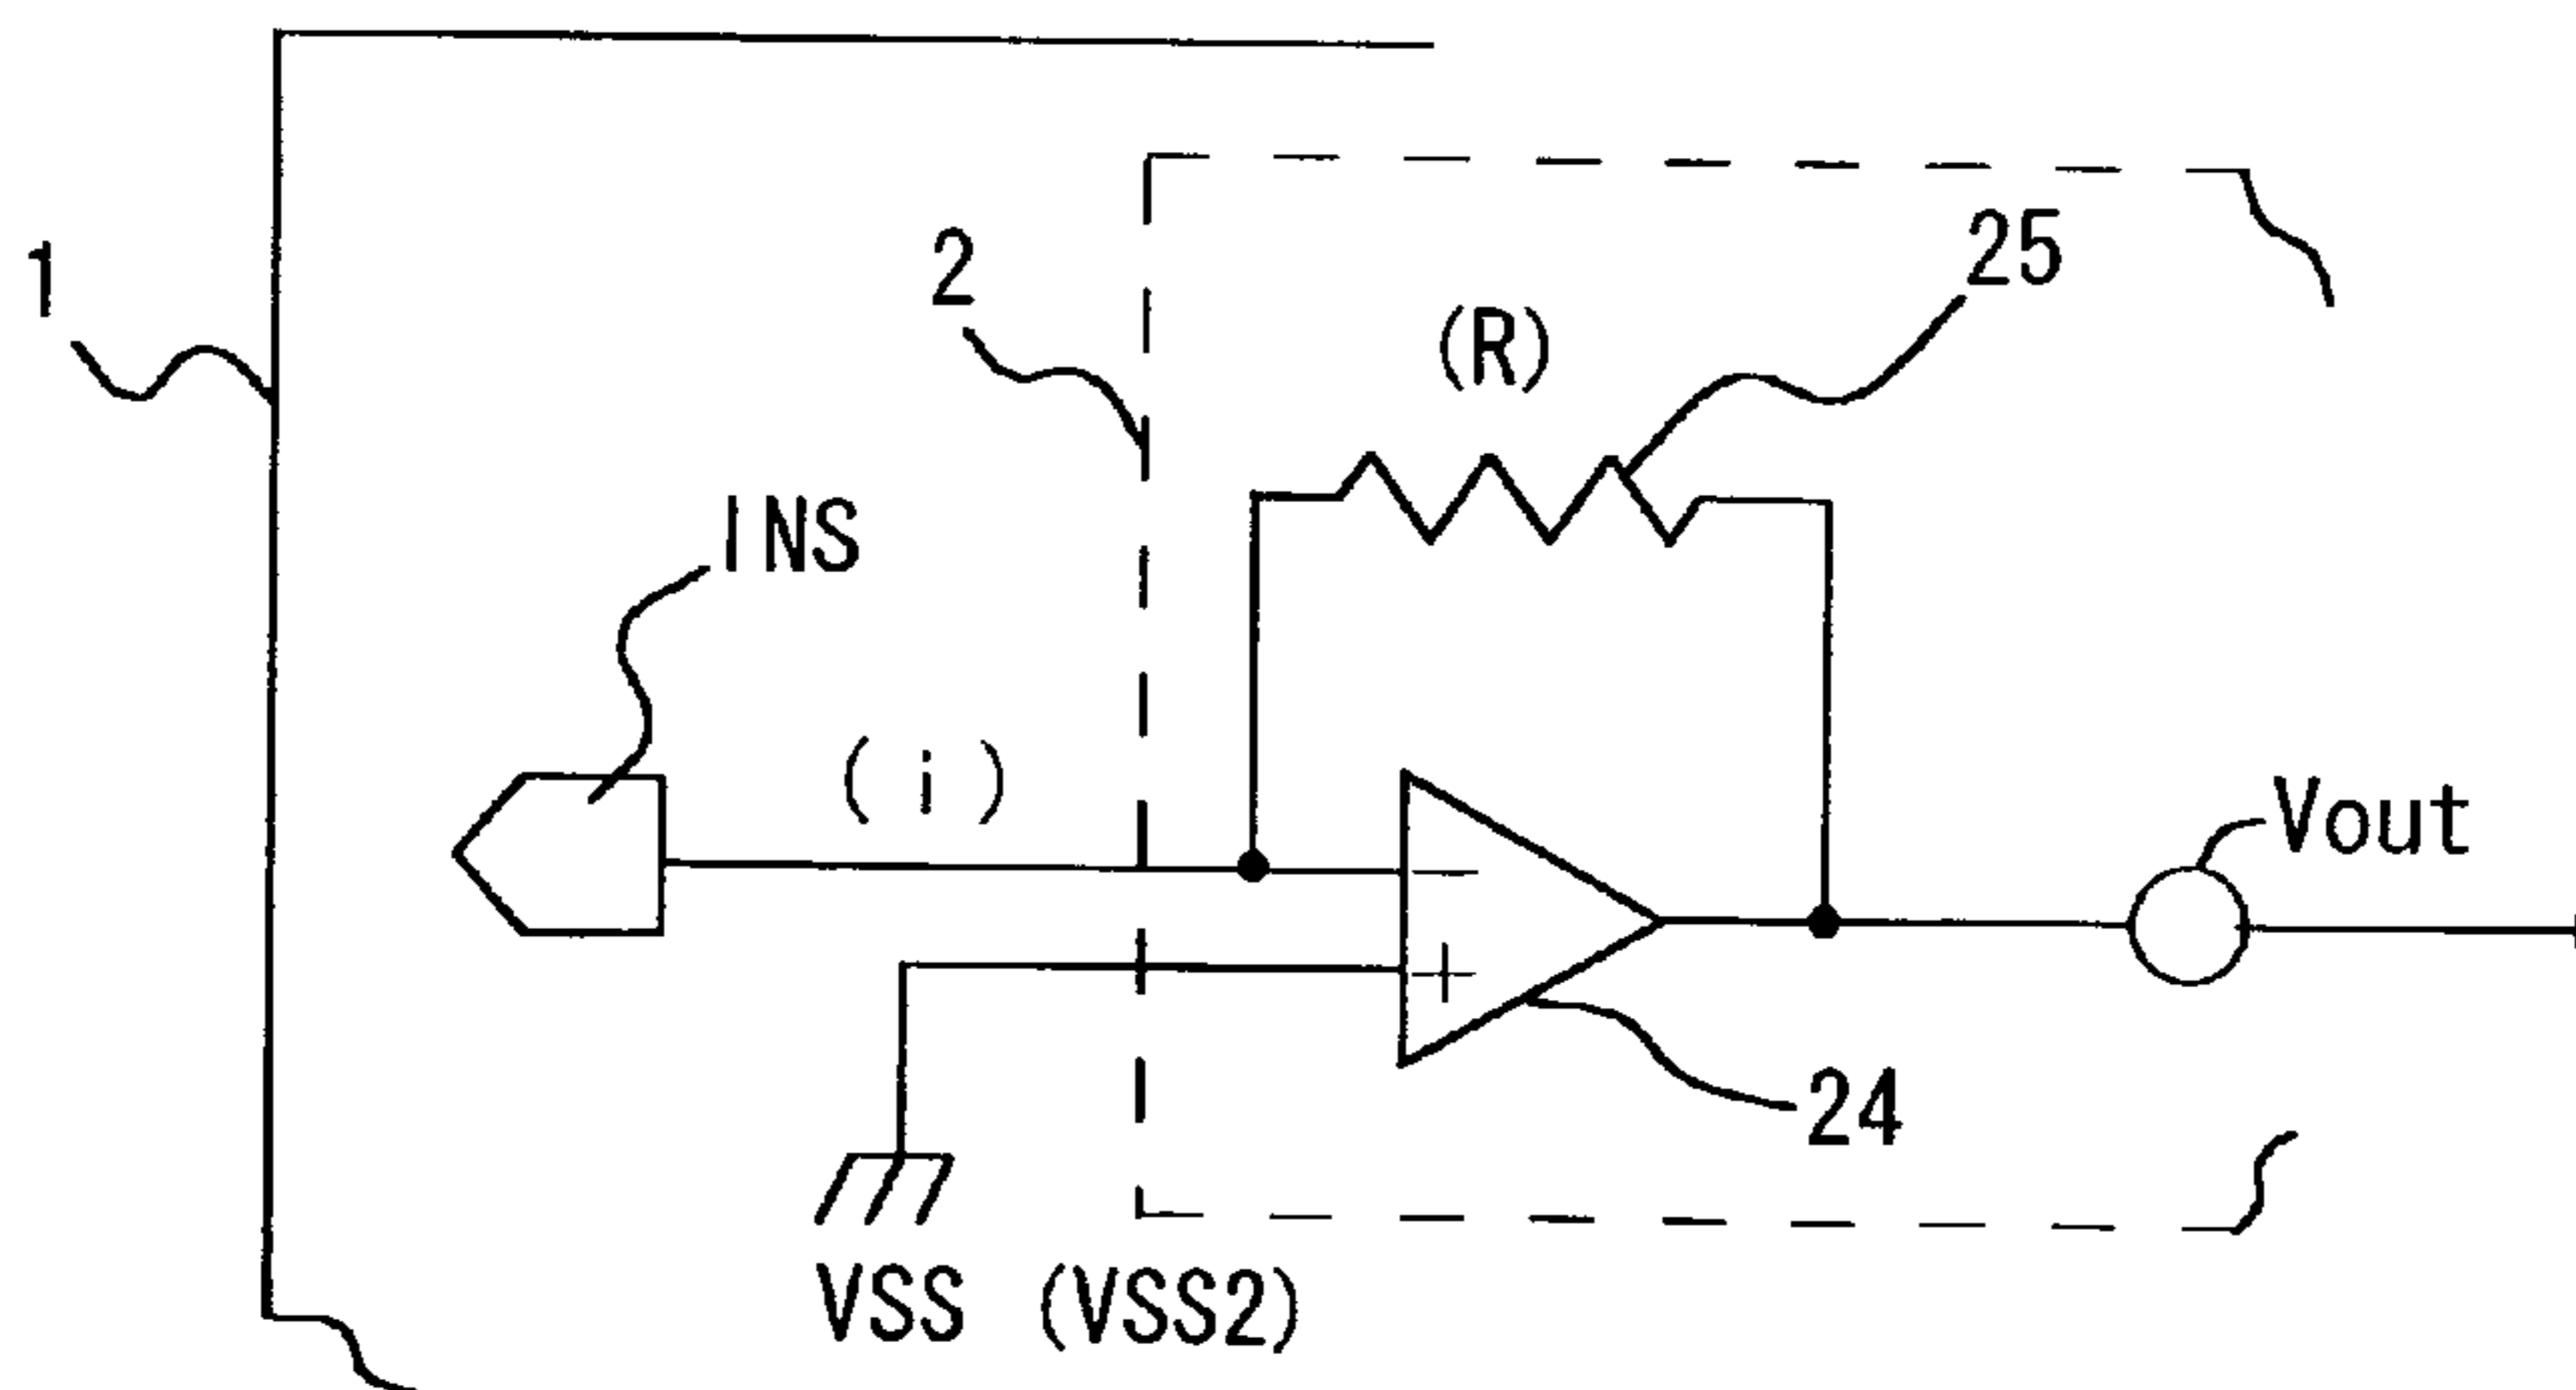 1
2
25
(R)
INS
(i)
Vout
−
+
24
VSS (VSS2)